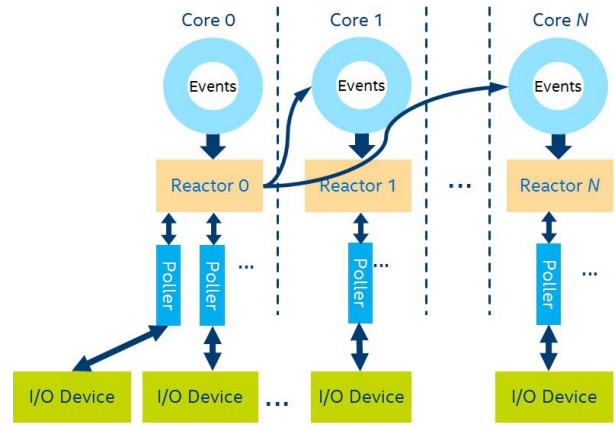 Core 0
Core 1
Core N
Events
Events
Events
Reactor 0
Reactor 1
...
Reactor N
Poller
Poller
...
Poller
...
Poller
...
I/O Device
I/O Device
...
I/O Device
I/O Device